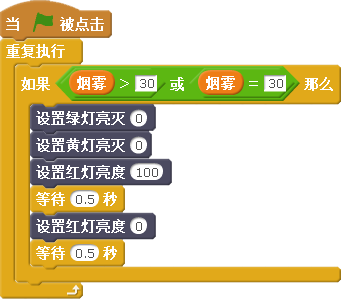 当 被点击
重复执行
如果 烟雾 > 30 或 烟雾 = 30 那么
设置绿灯亮灭 0
设置黄灯亮灭 0
设置红灯亮度 100
等待 0.5 秒
设置红灯亮度 0
等待 0.5 秒